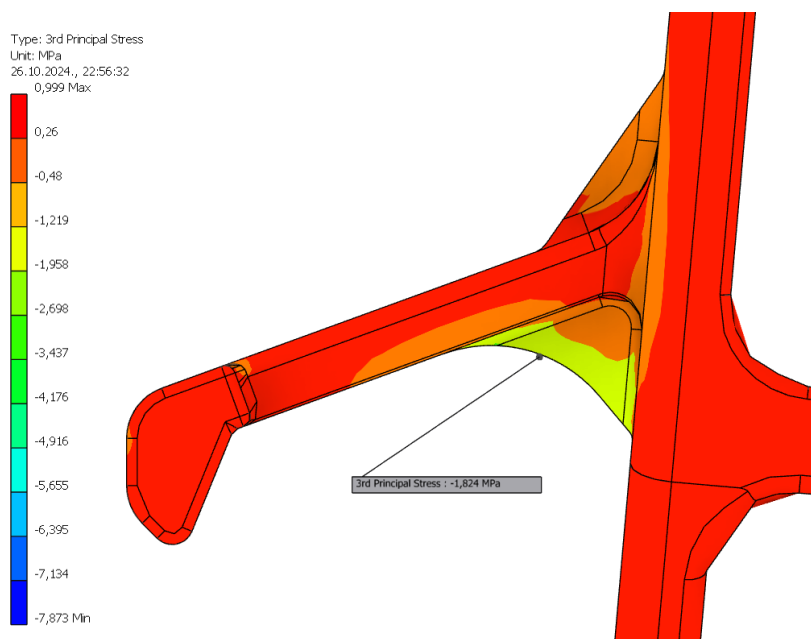 Type: 3rd Principal Stress
Unit: MPa
26.10.2024., 22:56:32
0,999 Max
0,26
-0,48
-1,219
-1,958
-2,698
-3,437
-4,176
-4,916
-5,655
-6,395
-7,134
-7,873 Min
3rd Principal Stress : -1,824 MPa